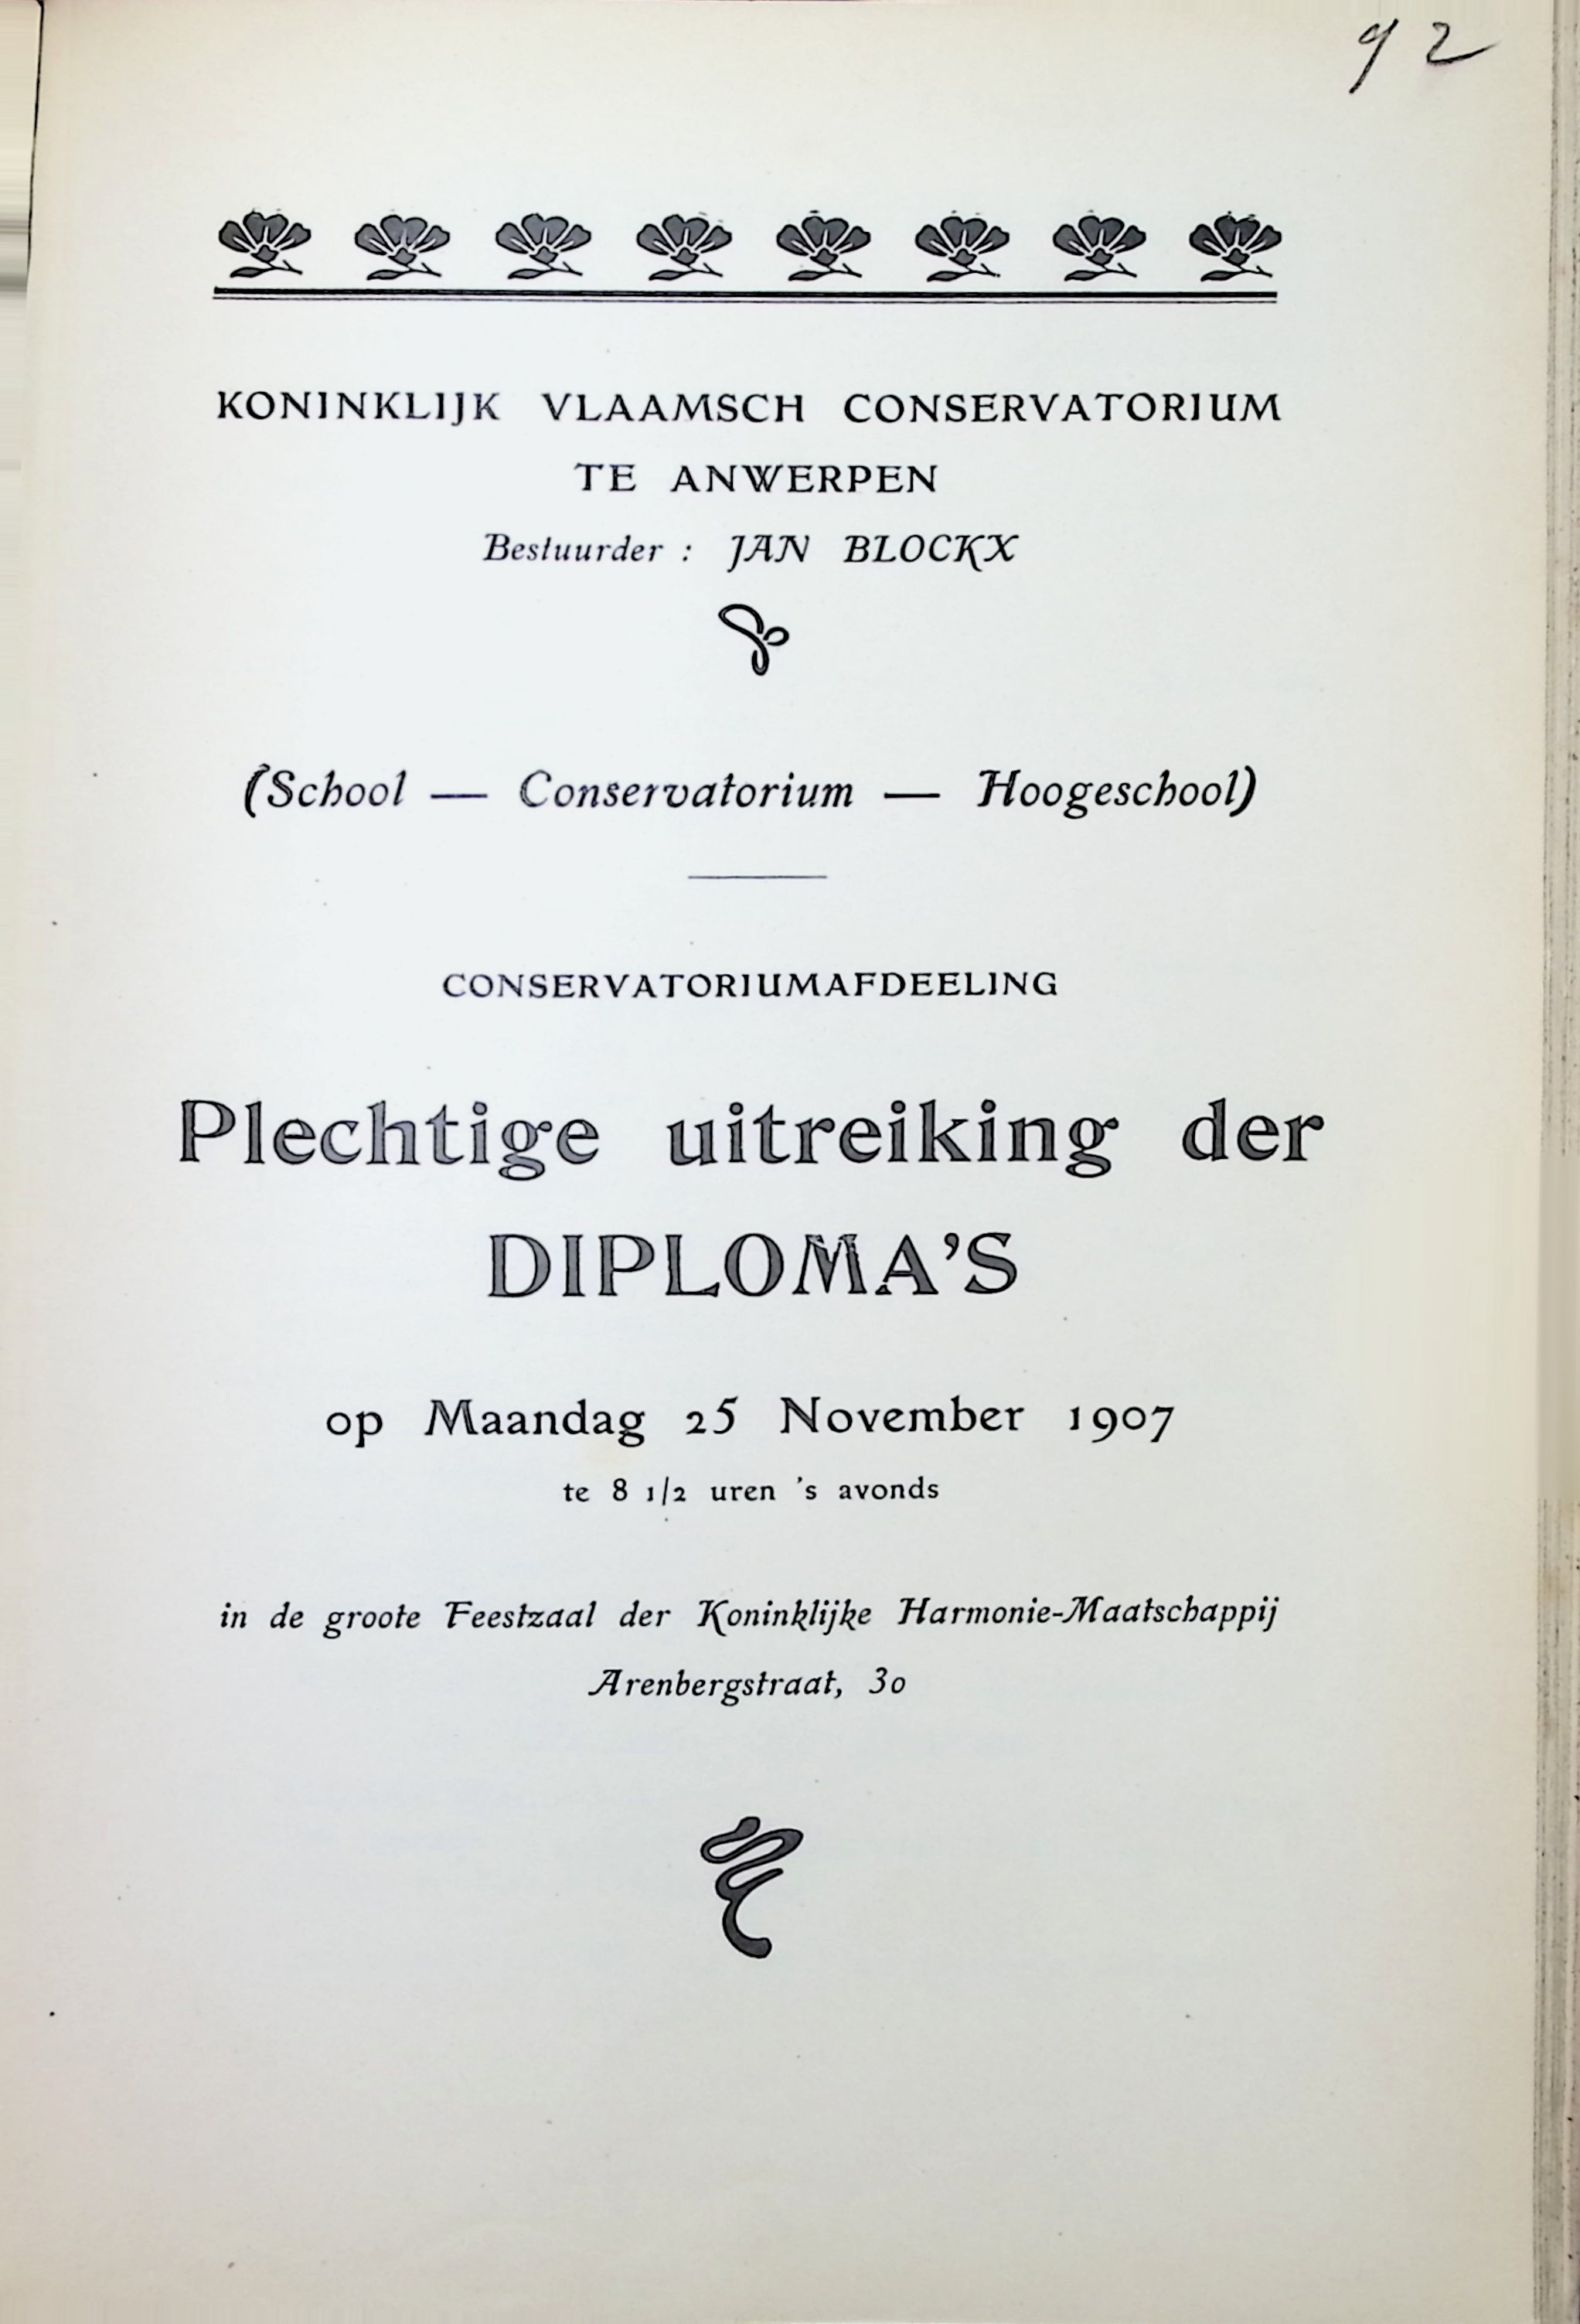 92
KONINKLIJK VLAAMSCH CONSERVATORIUM
TE ANWERPEN
Bestuurder : JAN BLOCKX
(School — Conservatorium — Hoogeschool)
CONSERVATORIUMAFDEELING
Plechtige uitreiking der
DIPLOMA'S
op Maandag 25 November 1907
te 8 1/2 uren 's avonds
in de groote Feestzaal der Koninklijke Harmonie-Maatschappij
Arenbergstraat, 30